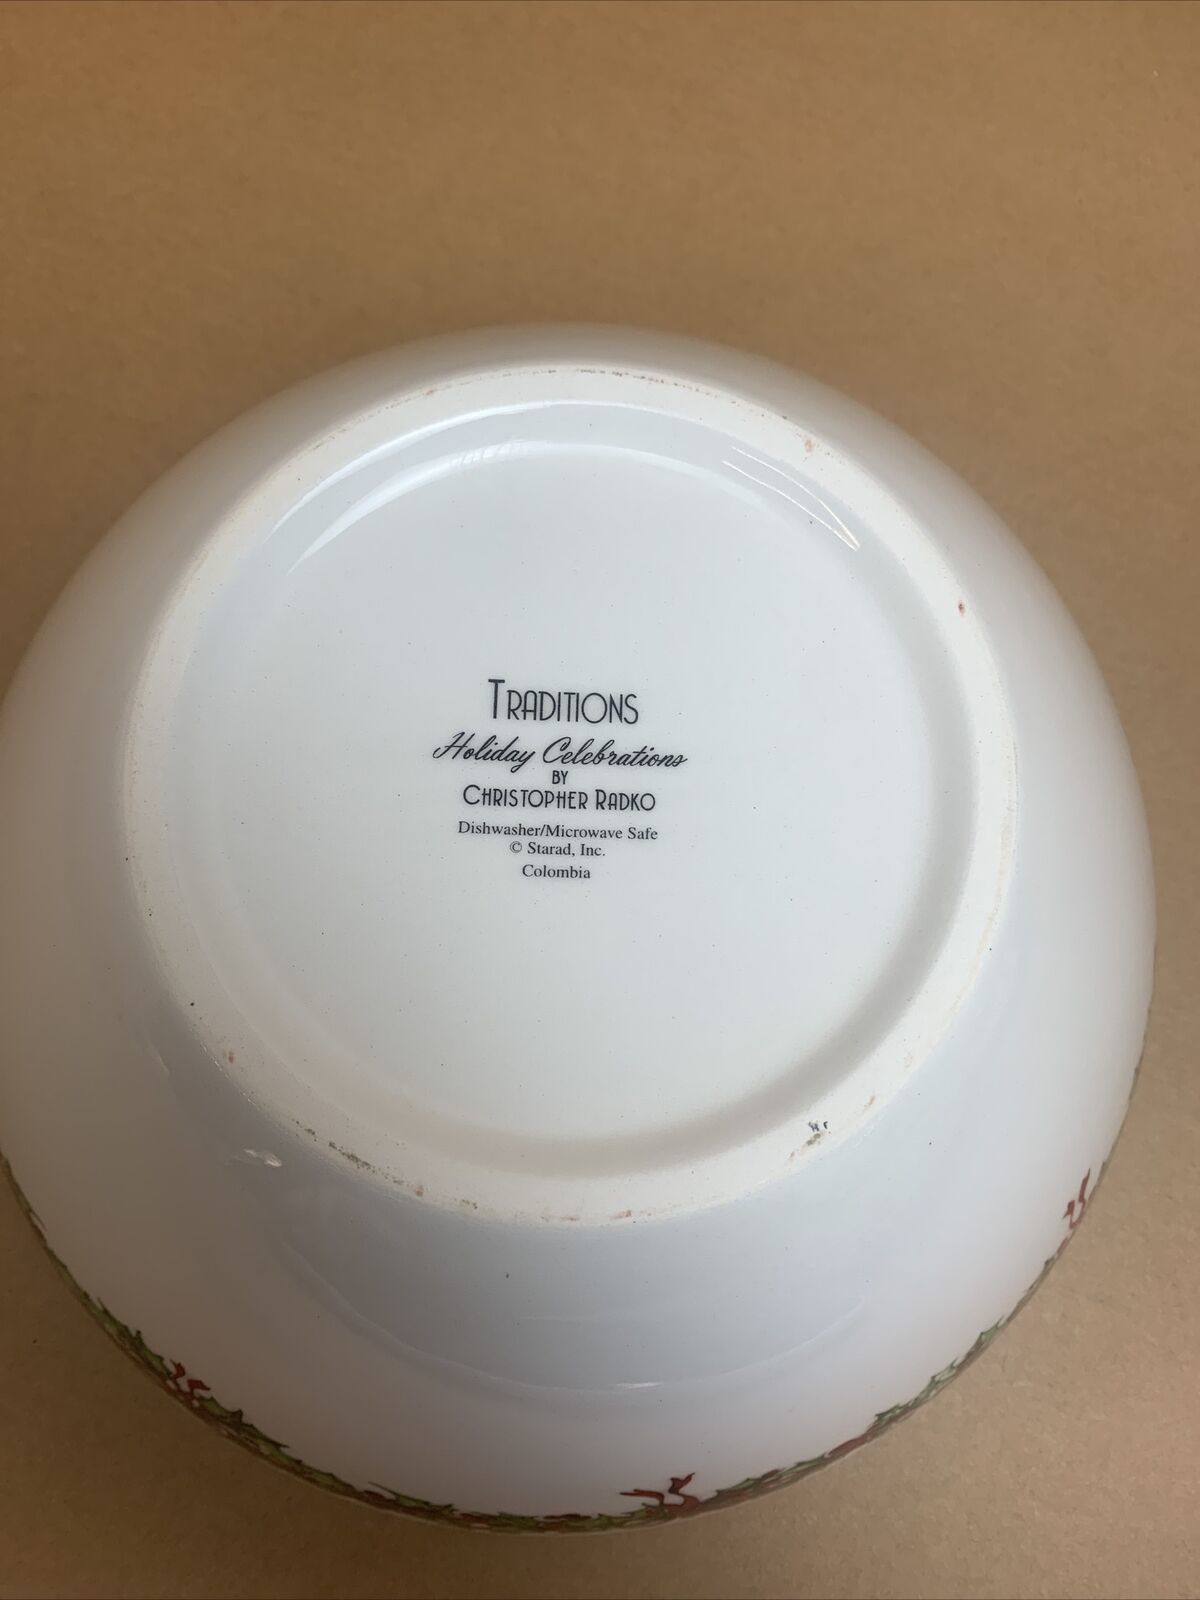 TRADITIONS
Holiday Celebrations
BY
CHRISTOPHER RADKO
Dishwasher/Microwave Safe
© Starad, Inc.
Colombia